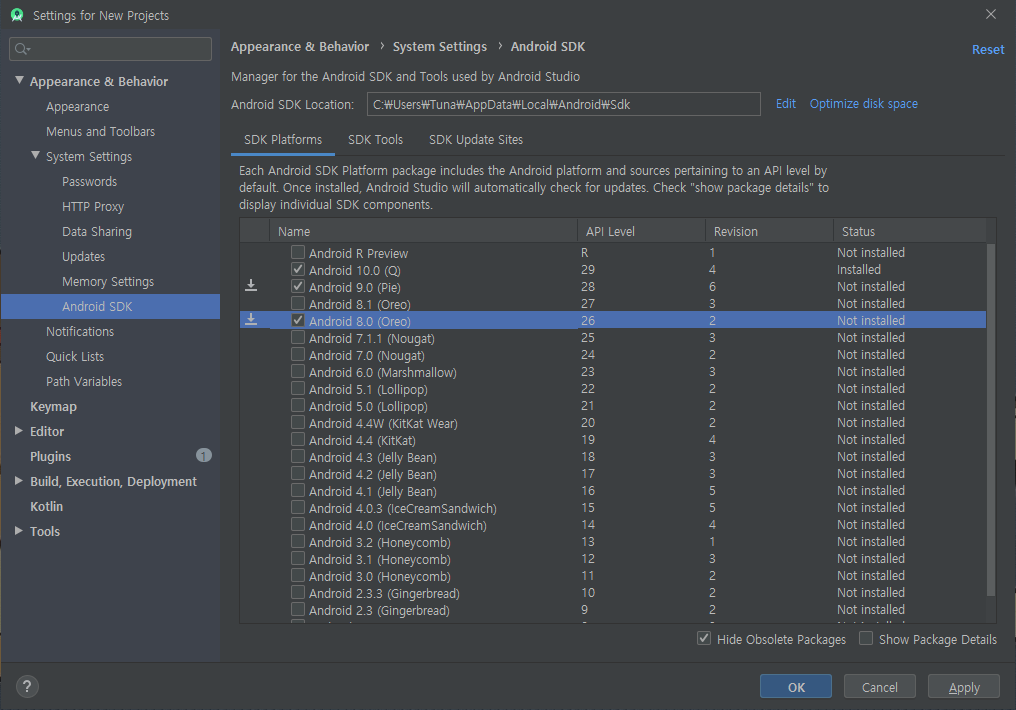 Settings for New Projects
Appearance & Behavior
Appearance
Menus and Toolbars
System Settings
Passwords
HTTP Proxy
Data Sharing
Updates
Memory Settings
Android SDK
Notifications
Quick Lists
Path Variables
Keymap
Editor
Plugins 1
Build, Execution, Deployment
Kotlin
Tools
Appearance & Behavior › System Settings › Android SDK
Reset
Manager for the Android SDK and Tools used by Android Studio
Android SDK Location: C:₩Users₩Tuna₩AppData₩Local₩Android₩Sdk Edit Optimize disk space
SDK Platforms SDK Tools SDK Update Sites
Each Android SDK Platform package includes the Android platform and sources pertaining to an API level by
default. Once installed, Android Studio will automatically check for updates. Check "show package details" to
display individual SDK components.
Name API Level Revision Status
Android R Preview R 1 Not installed
Android 10.0 (Q) 29 4 Installed
Android 9.0 (Pie) 28 6 Not installed
Android 8.1 (Oreo) 27 3 Not installed
Android 8.0 (Oreo) 26 2 Not installed
Android 7.1.1 (Nougat) 25 3 Not installed
Android 7.0 (Nougat) 24 2 Not installed
Android 6.0 (Marshmallow) 23 3 Not installed
Android 5.1 (Lollipop) 22 2 Not installed
Android 5.0 (Lollipop) 21 2 Not installed
Android 4.4W (KitKat Wear) 20 2 Not installed
Android 4.4 (KitKat) 19 4 Not installed
Android 4.3 (Jelly Bean) 18 3 Not installed
Android 4.2 (Jelly Bean) 17 3 Not installed
Android 4.1 (Jelly Bean) 16 5 Not installed
Android 4.0.3 (IceCreamSandwich) 15 5 Not installed
Android 4.0 (IceCreamSandwich) 14 4 Not installed
Android 3.2 (Honeycomb) 13 1 Not installed
Android 3.1 (Honeycomb) 12 3 Not installed
Android 3.0 (Honeycomb) 11 2 Not installed
Android 2.3.3 (Gingerbread) 10 2 Not installed
Android 2.3 (Gingerbread) 9 2 Not installed
Hide Obsolete Packages Show Package Details
? OK Cancel Apply